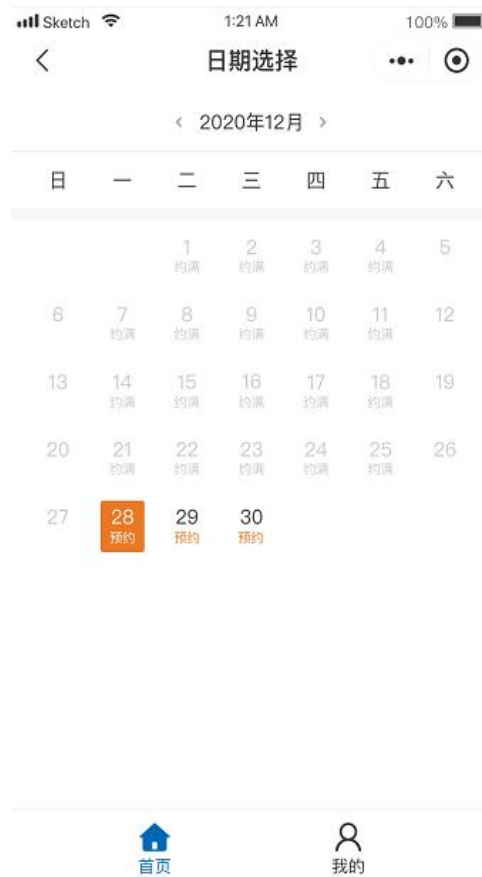 Sketch 1:21 AM 100%
日期选择
2020年12月
日 一 二 三 四 五 六
1 2 3 4 5
约满 约满 约满 约满
6 7 8 9 10 11 12
约满 约满 约满 约满 约满
13 14 15 16 17 18 19
约满 约满 约满 约满 约满
20 21 22 23 24 25 26
约满 约满 约满 约满 约满
27 28 29 30
预约 预约 预约
首页 我的